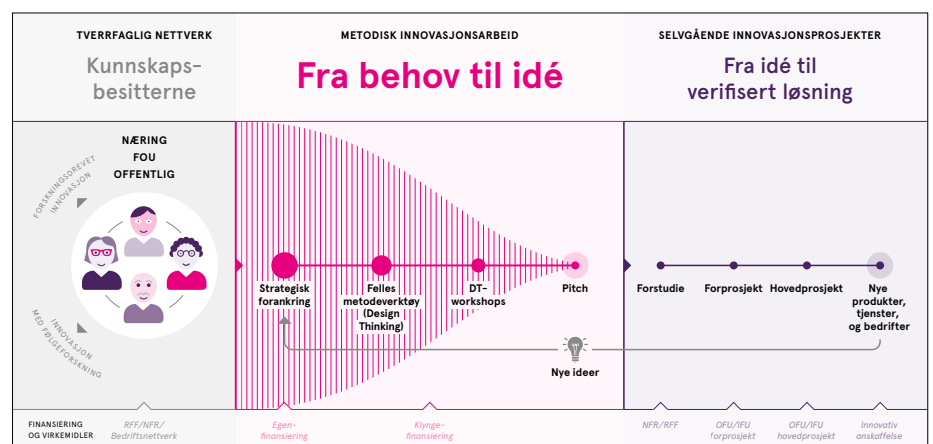 TVERRFAGLIG NETTVERK
Kunnskaps-
besitterne
METODISK INNOVASJONSARBEID
Fra behov til idé
SELVGÅENDE INNOVASJONSPROSJEKTER
Fra idé til
verifisert løsning
NÆRING
FOU
OFFENTLIG
FORSKNINGSDREVET
INNOVASJON
INNOVASJON
MED FØLGEFORSKNING
Strategisk
forankring
Felles
metodeverktøy
(Design
Thinking)
DT-
workshops
Pitch
Forstudie
Forprosjekt
Hovedprosjekt
Nye
produkter,
tjenster,
og bedrifter
Nye ideer
FINANSIERING
OG VIRKEMIDLER
RFF/NFR/
Bedriftsnettverk
Egen-
finansiering
Klynge-
finansiering
NFR/RFF
OFU/IFU
forprosjekt
OFU/IFU
hovedprosjekt
Innovativ
anskaffelse